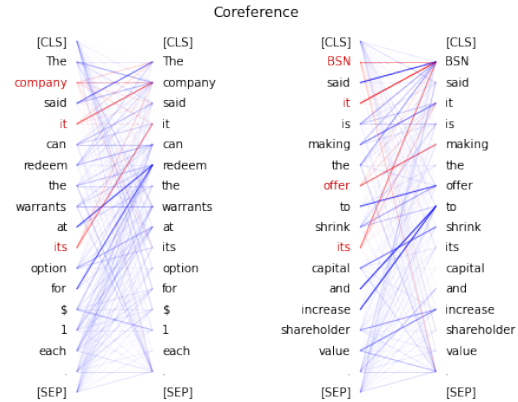 Coreference
[CLS] [CLS] [CLS] [CLS]
The The BSN BSN
company company said said
said said it it
it it is is
can can making making
redeem redeem the the
the the offer offer
warrants warrants to to
at at shrink shrink
its its its its
option option capital capital
for for and and
$ $ increase increase
1 1 shareholder shareholder
each each value value
. . . .
[SEP] [SEP] [SEP] [SEP]